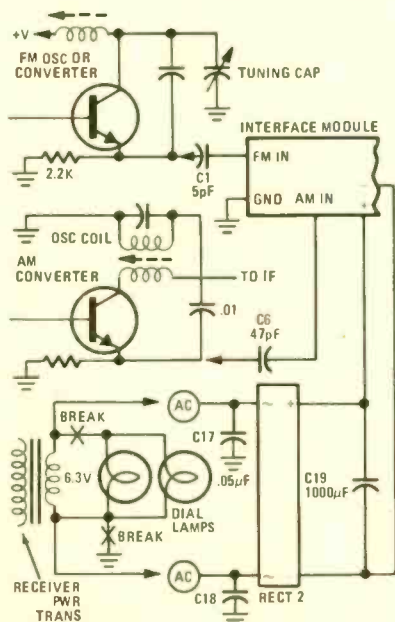 +V
FM OSC OR
CONVERTER
TUNING CAP
INTERFACE MODULE
C1
5pF
FM IN
GND AM IN
-
+
2.2K
OSC COIL
AM
CONVERTER
TO IF
.01
C6
47pF
BREAK
AC
~
+
C17
6.3V
.05µF
C19
1000µF
DIAL
LAMPS
BREAK
RECEIVER
PWR
TRANS
AC
~
-
C18
RECT 2